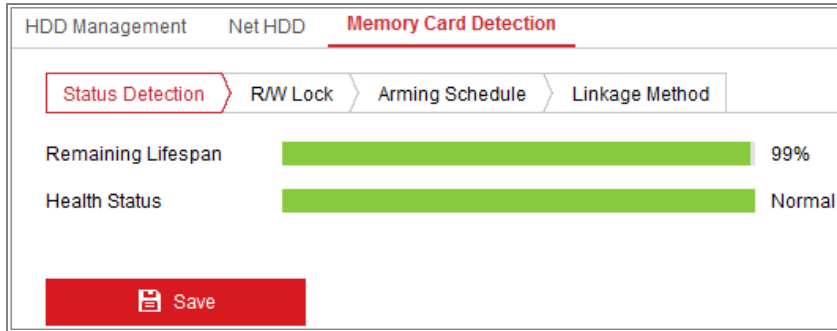 HDD Management Net HDD Memory Card Detection
Status Detection R/W Lock Arming Schedule Linkage Method
Remaining Lifespan 99%
Health Status Normal
Save